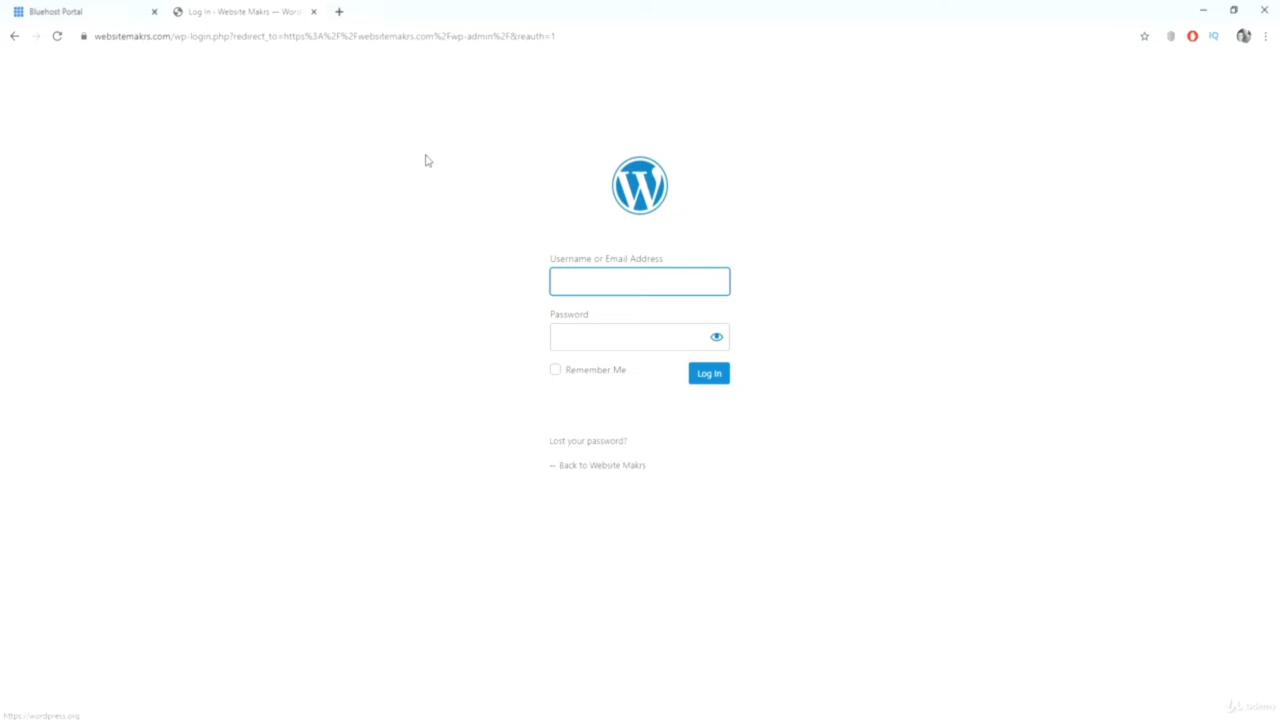 Bluehost Portal
Log In ‹ Website Makrs — Word
websitemakrs.com/wp-login.php?redirect_to=https%3A%2F%2Fwebsitemakrs.com%2Fwp-admin%2F&reauth=1
IQ
Username or Email Address
Password
Remember Me
Log In
Lost your password?
← Back to Website Makrs
https://wordpress.org
Udemy